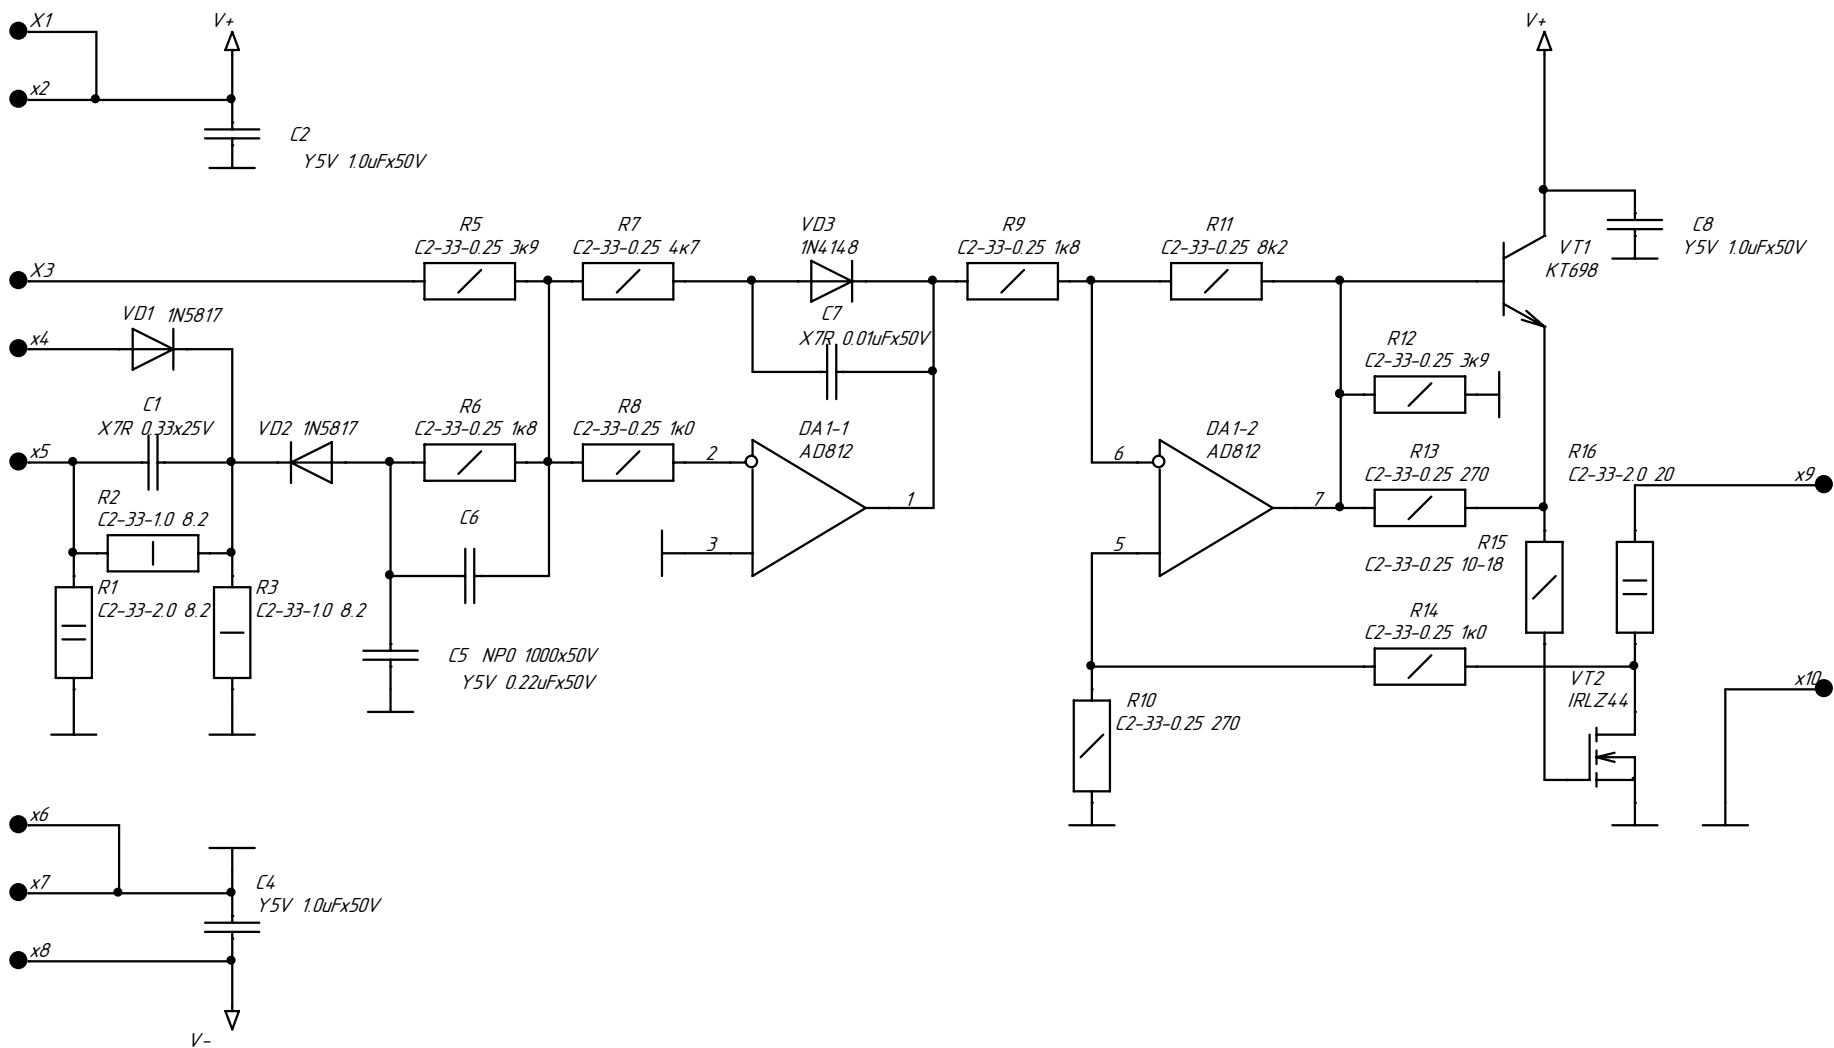 X1
V+
V+
x2
C2
Y5V 1.0uFx50V
R5
C2-33-0.25 3к9
R7
C2-33-0.25 4к7
VD3
1N4148
R9
C2-33-0.25 1к8
R11
C2-33-0.25 8k2
C8
Y5V 1.0uFx50V
VT1
KT698
X3
VD1 1N5817
x4
C7
X7R 0.01uFx50V
R12
C2-33-0.25 3к9
C1
X7R 0.33x25V
VD2 1N5817
R6
C2-33-0.25 1к8
R8
C2-33-0.25 1к0
DA1-1
AD812
DA1-2
AD812
R13
C2-33-0.25 270
R16
C2-33-2.0 20
x5
2
6
x9
R2
C2-33-1.0 8.2
C6
1
7
3
5
R15
C2-33-0.25 10-18
R1
C2-33-2.0 8.2
R3
C2-33-1.0 8.2
R14
C2-33-0.25 1к0
C5 NPO 1000x50V
Y5V 0.22uFx50V
VT2
IRLZ44
x10
R10
C2-33-0.25 270
x6
x7
C4
Y5V 1.0uFx50V
x8
V-